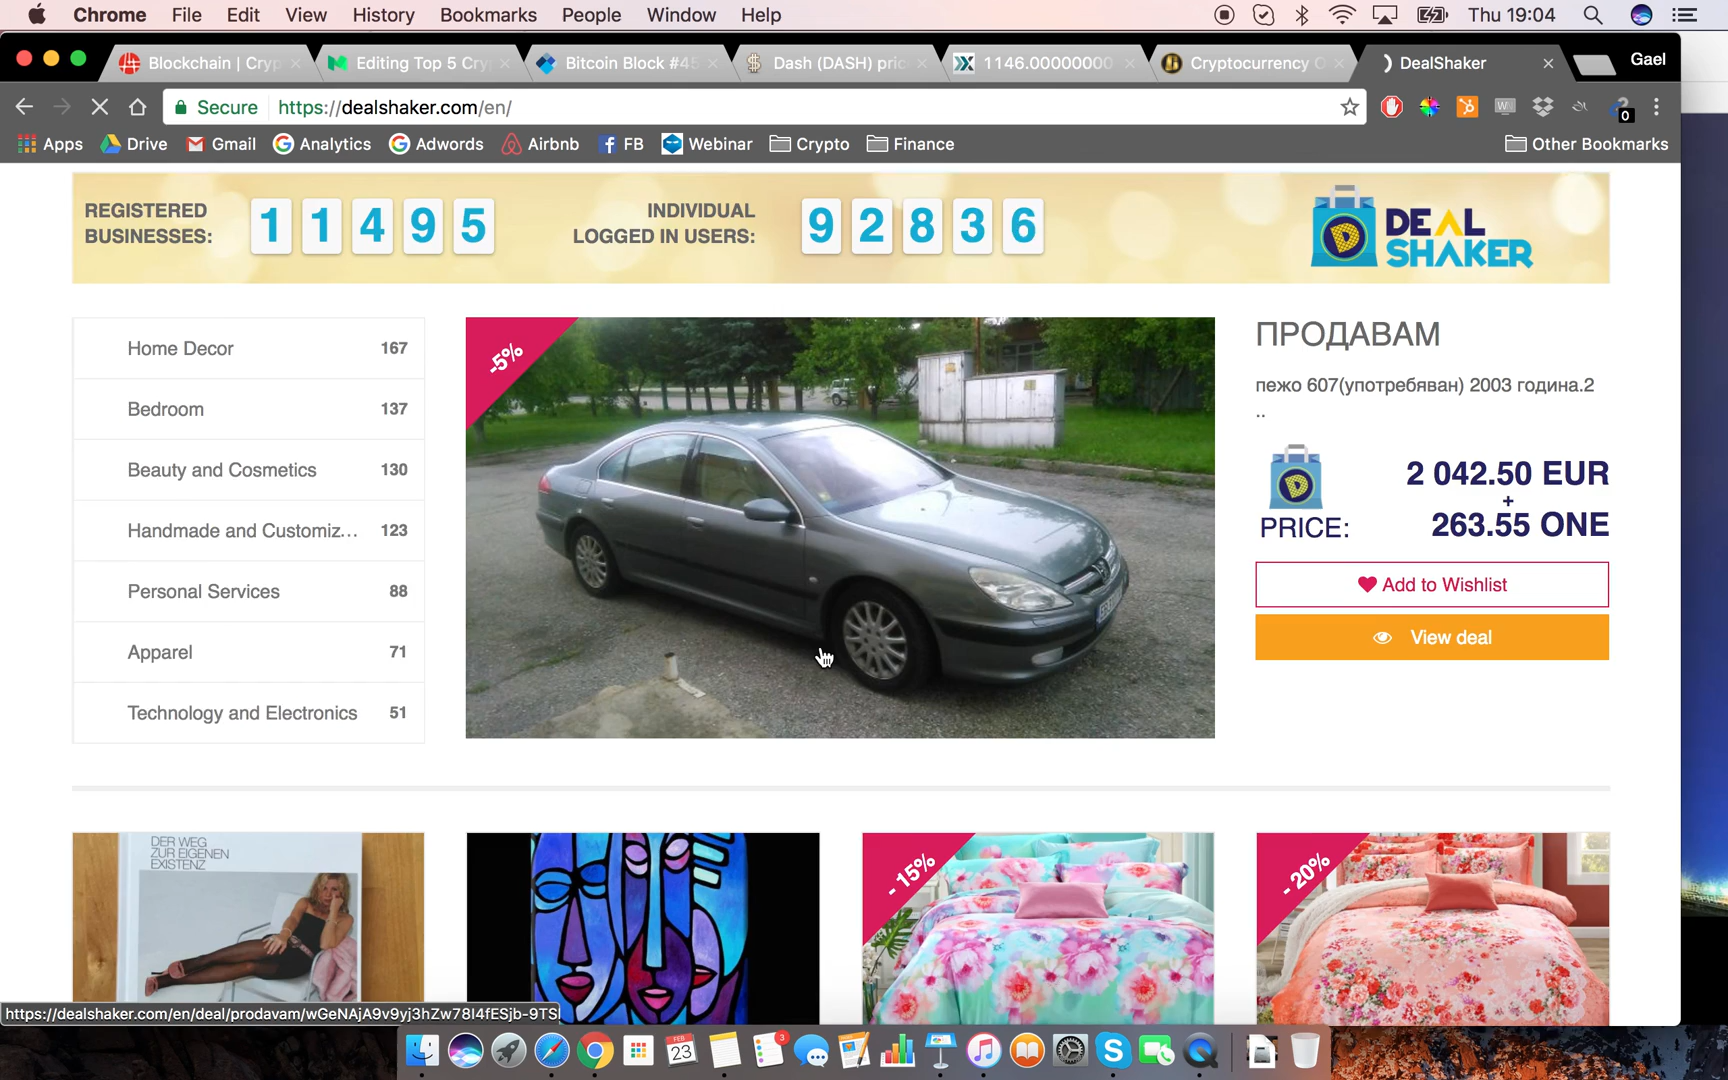 Chrome File Edit View History Bookmarks People Window Help Thu 19:04
Blockchain | Cryp Editing Top 5 Cry Bitcoin Block #45 Dash (DASH) pric 1146.00000000 Cryptocurrency O DealShaker Gael
Secure https://dealshaker.com/en/ 0
Apps Drive Gmail Analytics Adwords Airbnb FB Webinar Crypto Finance Other Bookmarks
REGISTERED
BUSINESSES:
1 1 4 9 5
INDIVIDUAL
LOGGED IN USERS:
9 2 8 3 6
DEAL
SHAKER
Home Decor 167
Bedroom 137
Beauty and Cosmetics 130
Handmade and Customiz... 123
Personal Services 88
Apparel 71
Technology and Electronics 51
-5%
ПРОДАВАМ
пежо 607(употребяван) 2003 година.2
..
PRICE:
2 042.50 EUR
+
263.55 ONE
Add to Wishlist
View deal
DER WEG
ZUR EIGENEN
EXISTENZ
- 15%
- 20%
https://dealshaker.com/en/deal/prodavam/wGeNAjA9v9yj3hZw78I4fESjb-9TSI
FEB
23
3